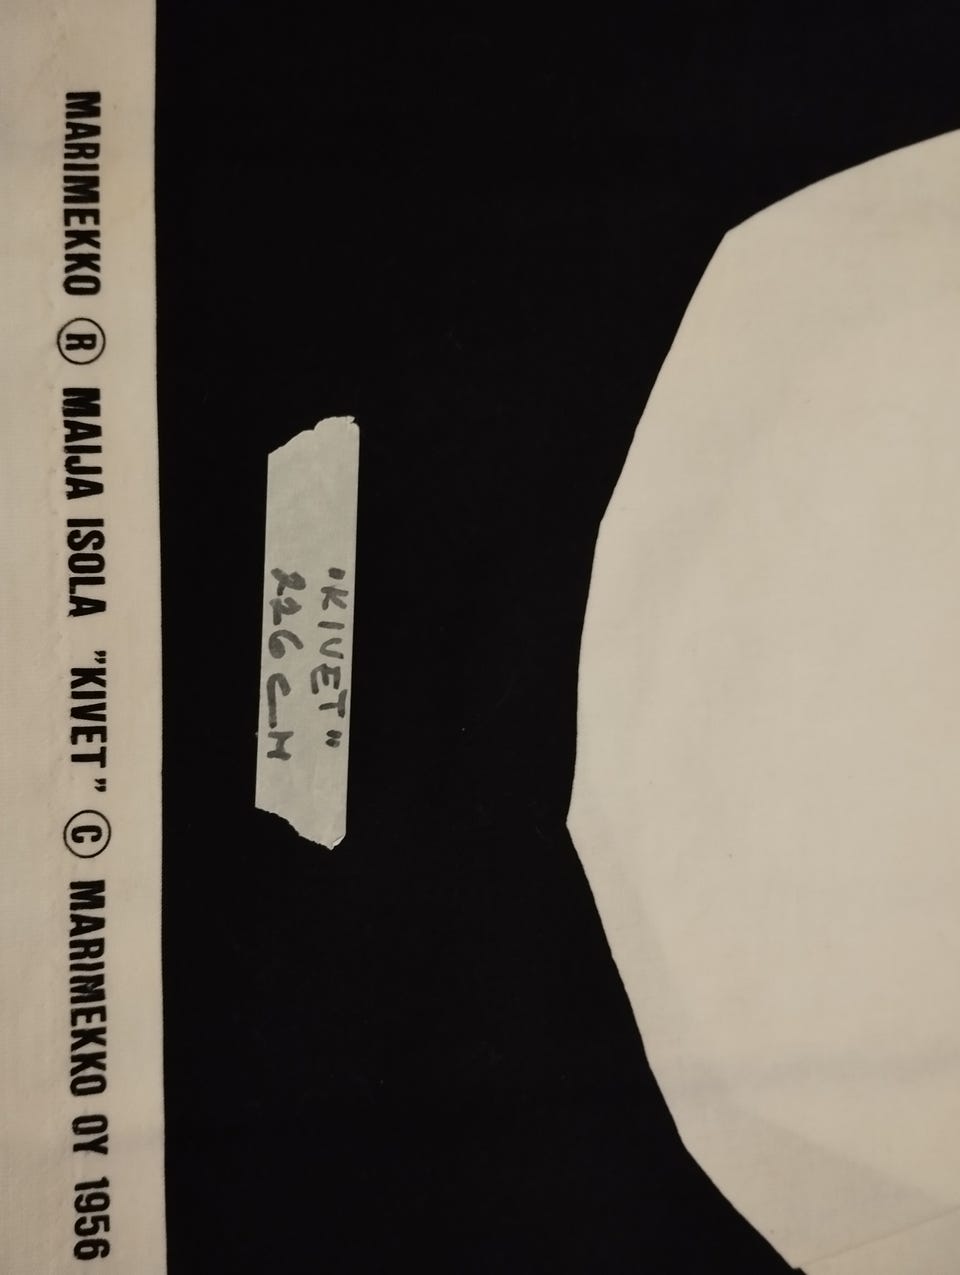 MARIMEKKO ® MAIJA ISOLA ”KIVET” © MARIMEKKO OY 1956
"KIVET"
226 CM